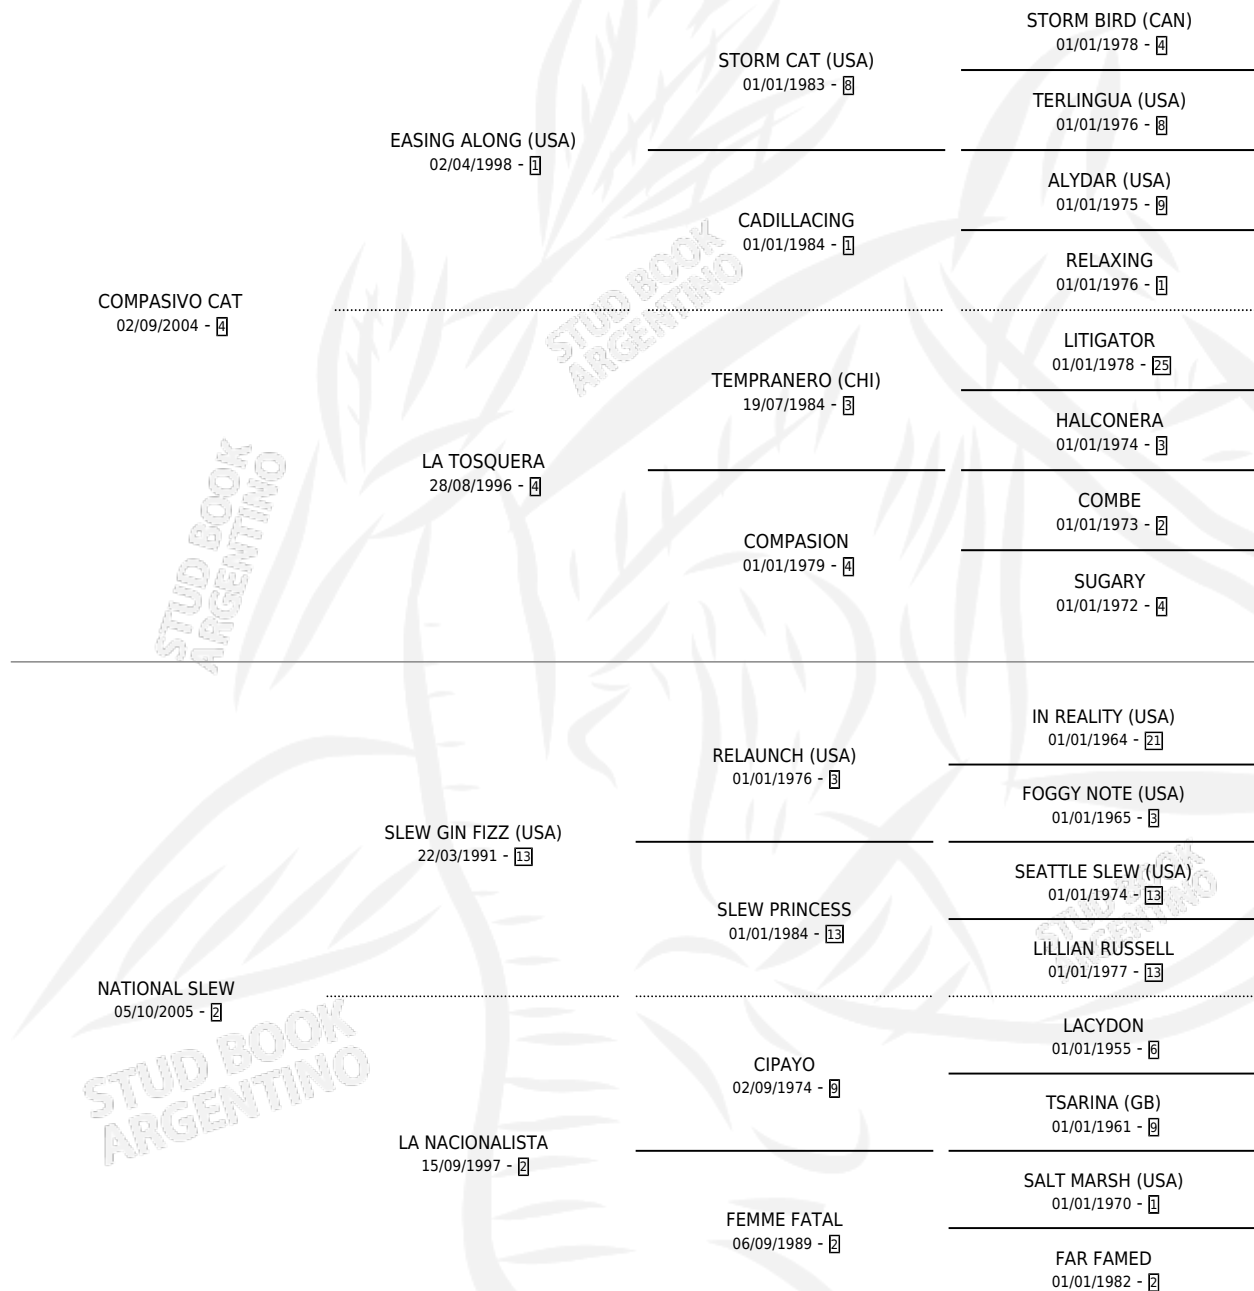 STORM BIRD (CAN)
01/01/1978 - 4
STORM CAT (USA)
01/01/1983 - 8
TERLINGUA (USA)
01/01/1976 - 8
EASING ALONG (USA)
02/04/1998 - 1
ALYDAR (USA)
01/01/1975 - 9
CADILLACING
01/01/1984 - 1
RELAXING
01/01/1976 - 1
COMPASIVO CAT
02/09/2004 - 4
LITIGATOR
01/01/1978 - 25
TEMPRANERO (CHI)
19/07/1984 - 3
HALCONERA
01/01/1974 - 3
LA TOSQUERA
28/08/1996 - 4
COMBE
01/01/1973 - 2
COMPASION
01/01/1979 - 4
SUGARY
01/01/1972 - 4
IN REALITY (USA)
01/01/1964 - 21
RELAUNCH (USA)
01/01/1976 - 3
FOGGY NOTE (USA)
01/01/1965 - 3
SLEW GIN FIZZ (USA)
22/03/1991 - 13
SEATTLE SLEW (USA)
01/01/1974 - 13
SLEW PRINCESS
01/01/1984 - 13
LILLIAN RUSSELL
01/01/1977 - 13
NATIONAL SLEW
05/10/2005 - 2
LACYDON
01/01/1955 - 6
CIPAYO
02/09/1974 - 9
TSARINA (GB)
01/01/1961 - 9
LA NACIONALISTA
15/09/1997 - 2
SALT MARSH (USA)
01/01/1970 - 1
FEMME FATAL
06/09/1989 - 2
FAR FAMED
01/01/1982 - 2
STUD BOOK
ARGENTINO
STUD BOOK
ARGENTINO
STUD BOOK
ARGENTINO
STUD BOOK
ARGENTINO